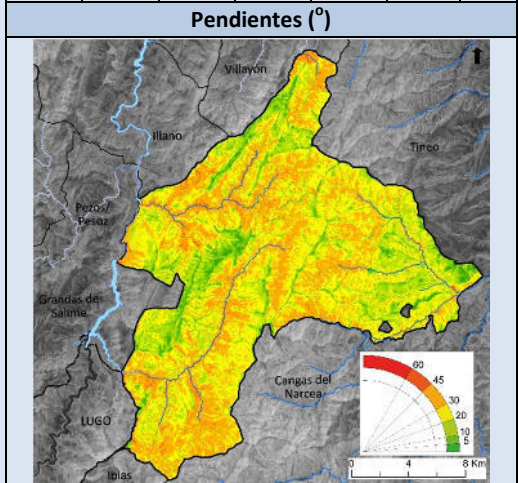 Pendientes (º)
Villayón
Illano
Tineo
Pezos/
Pesoz
Grandas de
Salime
Cangas del
Narcea
LUGO
Ibias
60
45
30
20
10
5
0 4 8 Km